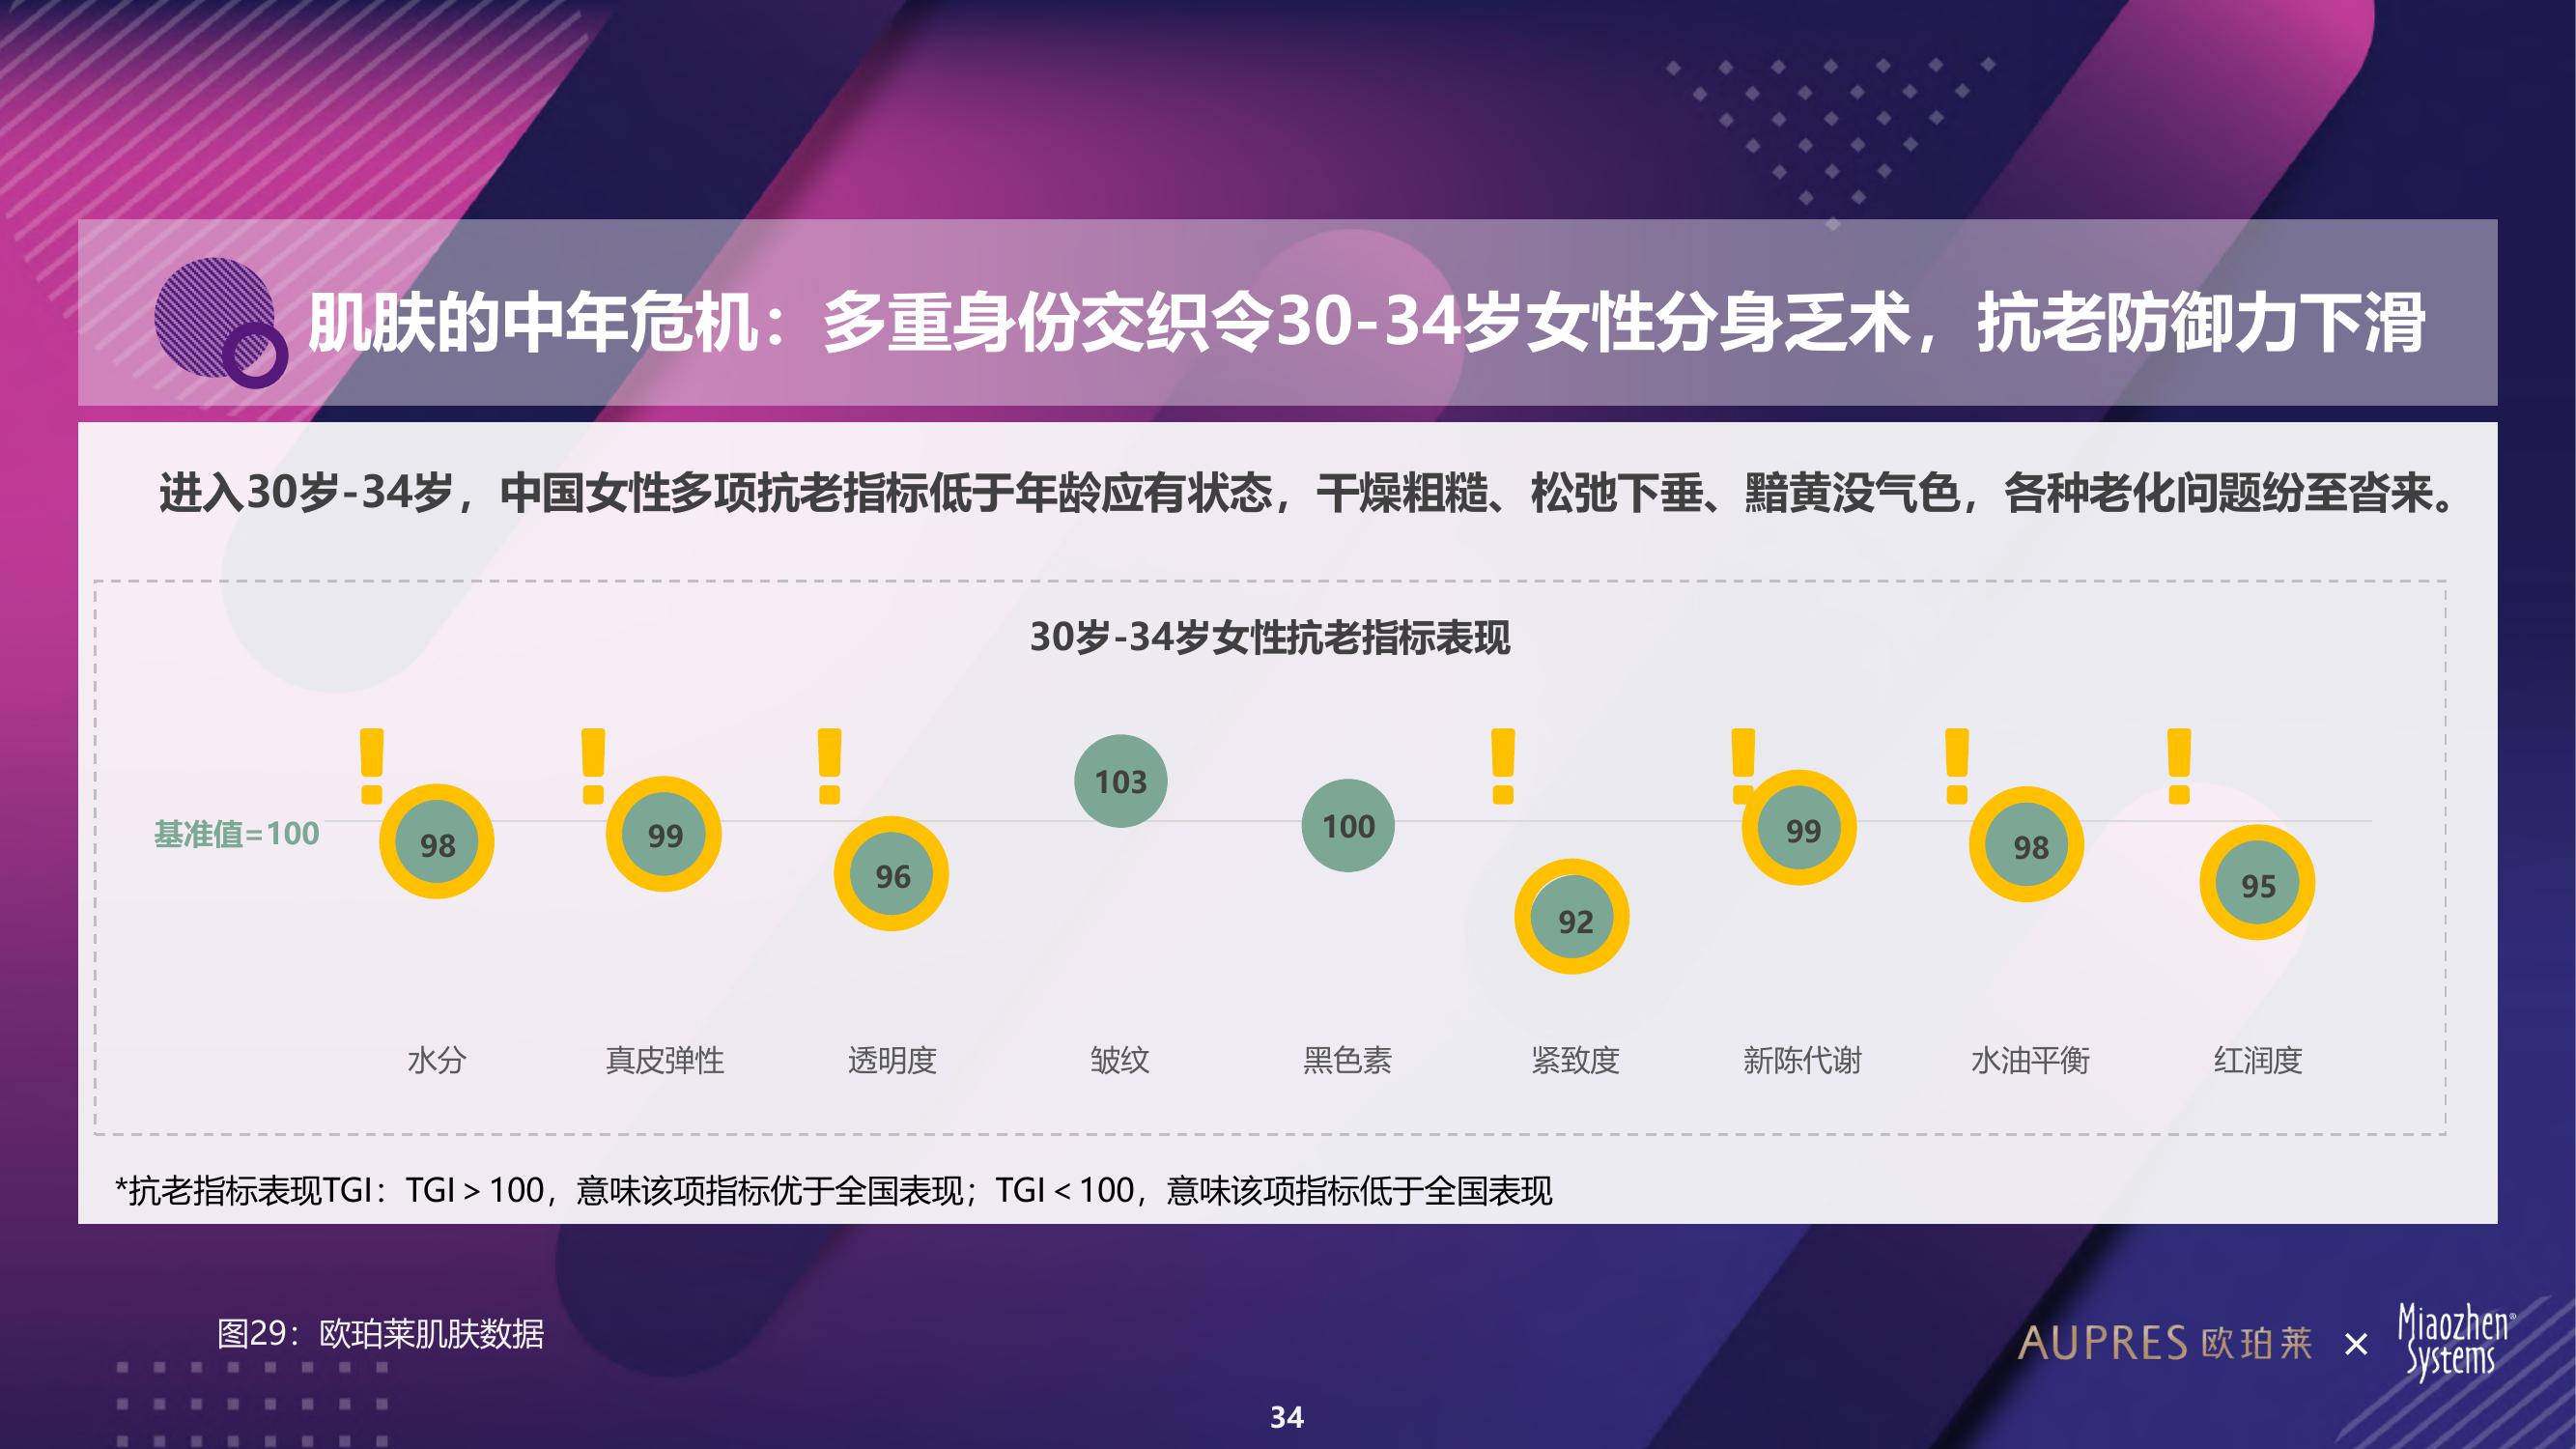 肌肤的中年危机：多重身份交织令30-34岁女性分身乏术，抗老防御力下滑
进入30岁-34岁，中国女性多项抗老指标低于年龄应有状态，干燥粗糙、松弛下垂、黯黄没气色，各种老化问题纷至沓来。
30岁-34岁女性抗老指标表现
! ! ! ! ! ! !
基准值=100
98 99 96 103 100 92 99 98 95
水分 真皮弹性 透明度 皱纹 黑色素 紧致度 新陈代谢 水油平衡 红润度
*抗老指标表现TGI：TGI＞100，意味该项指标优于全国表现；TGI＜100，意味该项指标低于全国表现
图29：欧珀莱肌肤数据
AUPRES 欧珀莱 × Miaozhen® Systems
34